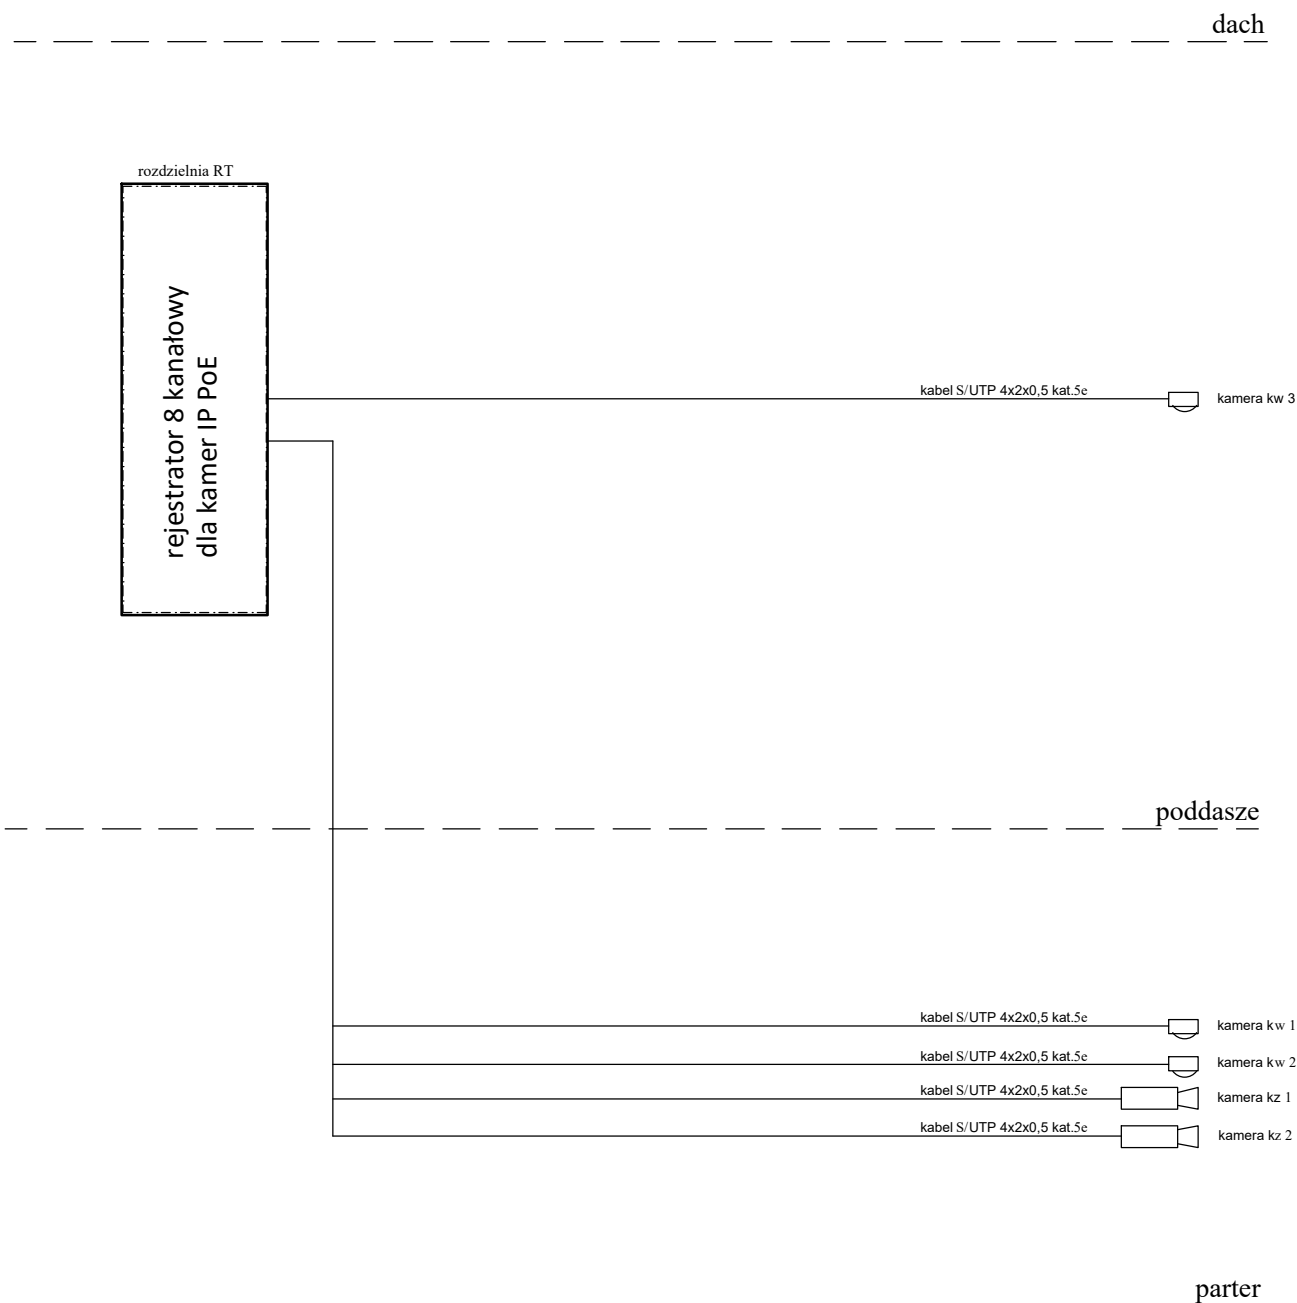 dach
rozdzielnia RT
rejestrator 8 kanałowy
dla kamer IP PoE
kabel S/UTP 4x2x0,5 kat.5e
kamera kw 3
poddasze
kabel S/UTP 4x2x0,5 kat.5e
kamera kw 1
kabel S/UTP 4x2x0,5 kat.5e
kamera kw 2
kabel S/UTP 4x2x0,5 kat.5e
kamera kz 1
kabel S/UTP 4x2x0,5 kat.5e
kamera kz 2
parter